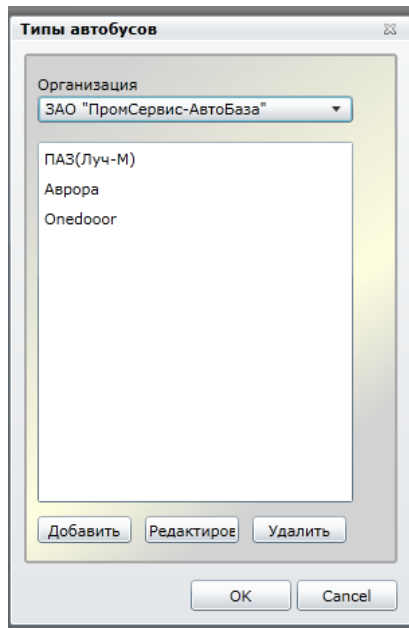 Типы автобусов
Организация
ЗАО "ПромСервис-АвтоБаза"
ПАЗ(Луч-М)
Аврора
Onedooor
Добавить Редактиров Удалить
OK Cancel